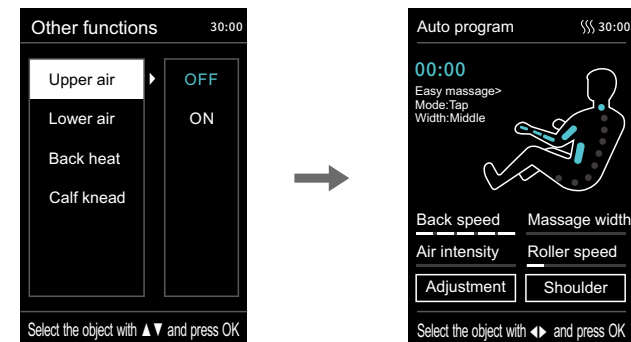 Other functions 30:00
Upper air OFF
Lower air ON
Back heat
Calf knead
Select the object with ▲▼ and press OK
Auto program 30:00
00:00
Easy massage>
Mode:Tap
Width:Middle
Back speed Massage width
Air intensity Roller speed
Adjustment Shoulder
Select the object with ◀▶ and press OK